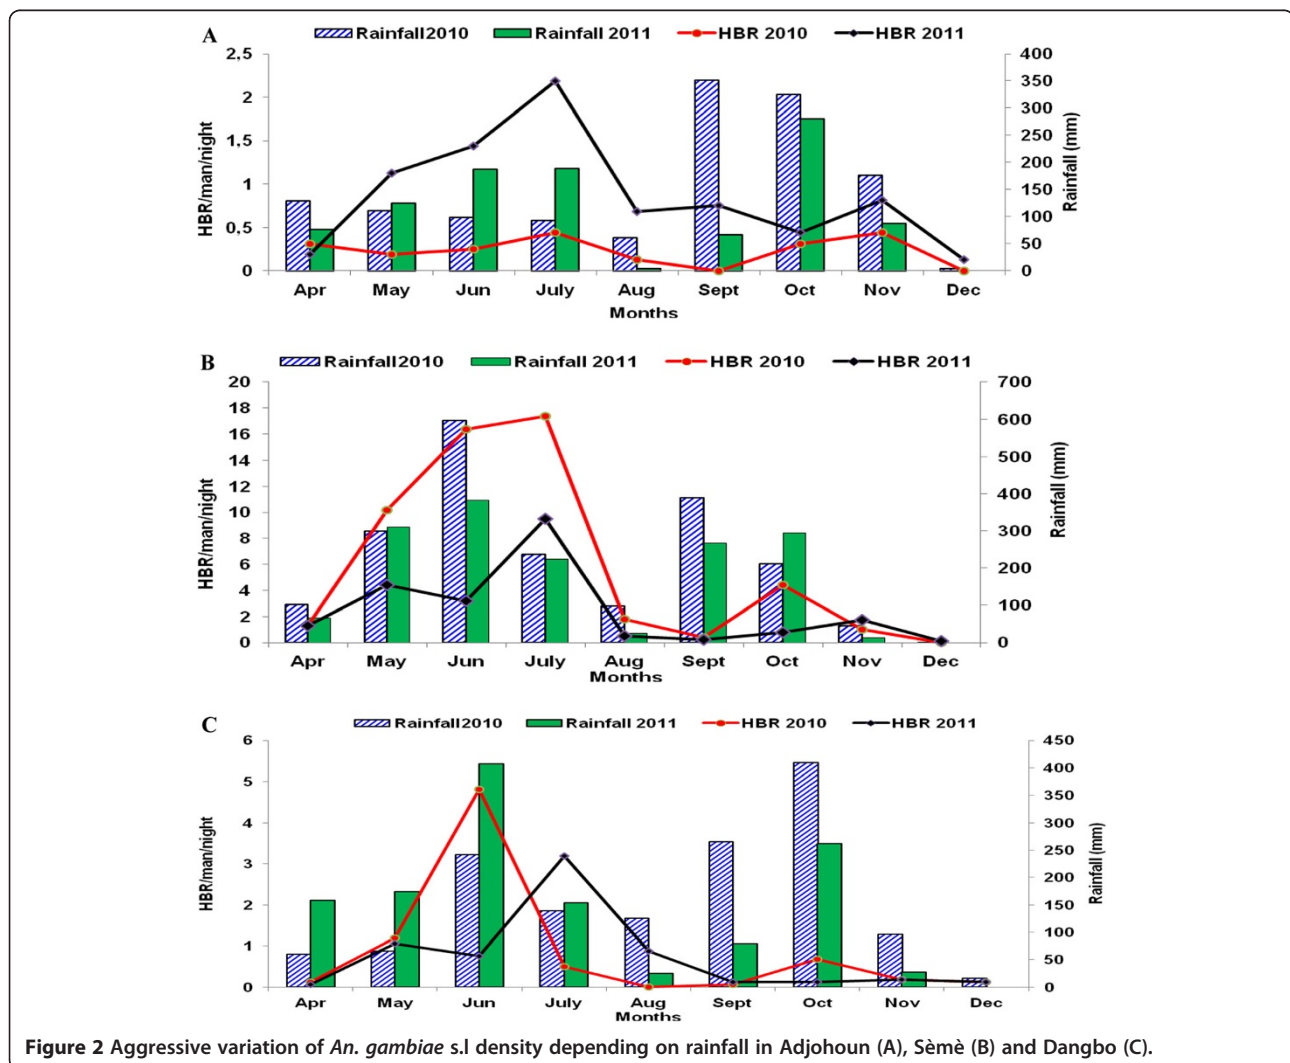 A
Rainfall2010 Rainfall 2011 HBR 2010 HBR 2011
HBR/man/night
2,5
2
1,5
1
0,5
0
400
350
300
250
200
150
100
50
0
Rainfall (mm)
Apr May Jun July Aug Sept Oct Nov Dec
Months
B
Rainfall2010 Rainfall 2011 HBR 2010 HBR 2011
HBR/man/night
20
18
16
14
12
10
8
6
4
2
0
700
600
500
400
300
200
100
0
Rainfall (mm)
Apr May Jun July Aug Sept Oct Nov Dec
Months
C
Rainfall2010 Rainfall 2011 HBR 2010 HBR 2011
HBR/man/night
6
5
4
3
2
1
0
450
400
350
300
250
200
150
100
50
0
Rainfall (mm)
Apr May Jun July Aug Sept Oct Nov Dec
Months
Figure 2 Aggressive variation of An. gambiae s.l density depending on rainfall in Adjohoun (A), Sèmè (B) and Dangbo (C).